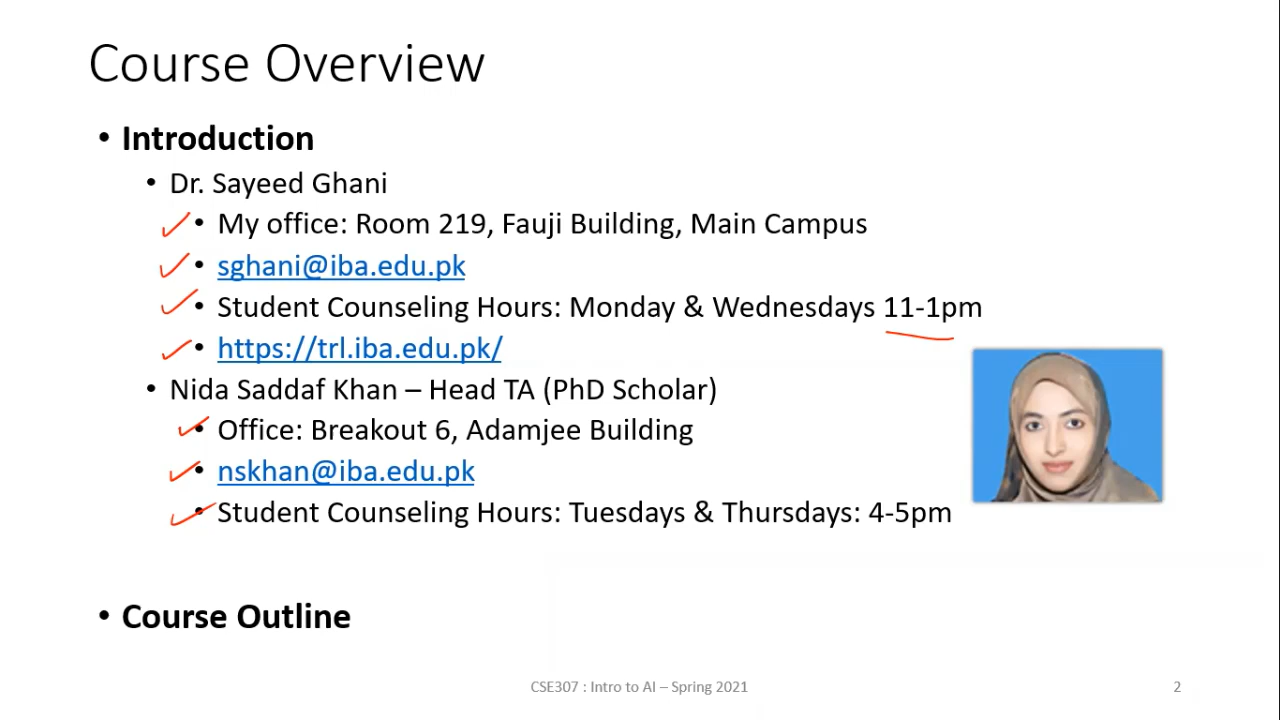 Course Overview
• Introduction
• Dr. Sayeed Ghani
• My office: Room 219, Fauji Building, Main Campus
• sghani@iba.edu.pk
• Student Counseling Hours: Monday & Wednesdays 11-1pm
• https://trl.iba.edu.pk/
• Nida Saddaf Khan – Head TA (PhD Scholar)
• Office: Breakout 6, Adamjee Building
• nskhan@iba.edu.pk
• Student Counseling Hours: Tuesdays & Thursdays: 4-5pm
• Course Outline
CSE307 : Intro to AI – Spring 2021
2